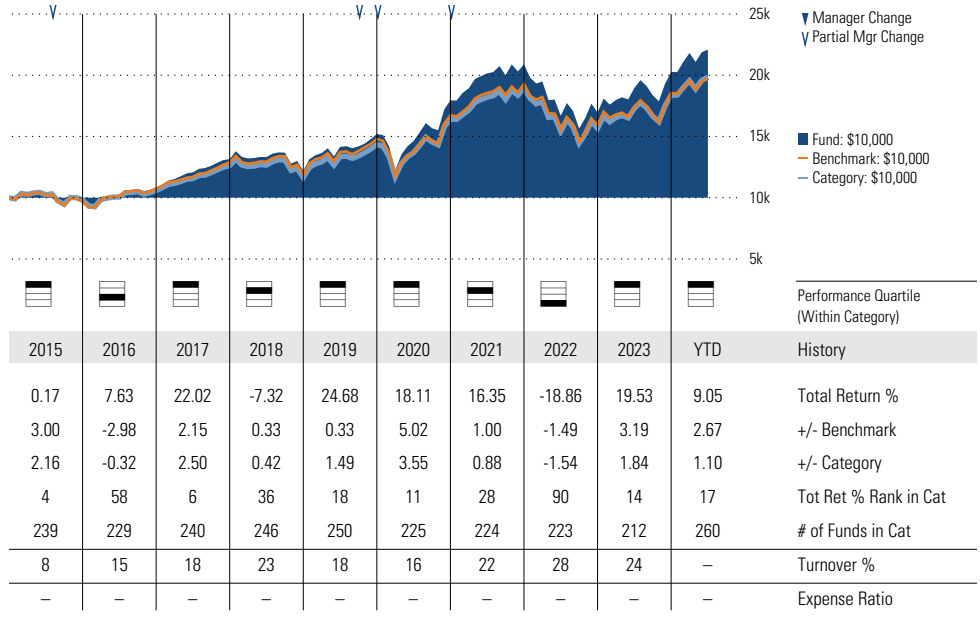 25k
20k
15k
10k
5k
Manager Change
Partial Mgr Change
Fund: $10,000
Benchmark: $10,000
Category: $10,000
Performance Quartile
(Within Category)
2015 2016 2017 2018 2019 2020 2021 2022 2023 YTD History
0.17 7.63 22.02 -7.32 24.68 18.11 16.35 -18.86 19.53 9.05 Total Return %
3.00 -2.98 2.15 0.33 0.33 5.02 1.00 -1.49 3.19 2.67 +/- Benchmark
2.16 -0.32 2.50 0.42 1.49 3.55 0.88 -1.54 1.84 1.10 +/- Category
4 58 6 36 18 11 28 90 14 17 Tot Ret % Rank in Cat
239 229 240 246 250 225 224 223 212 260 # of Funds in Cat
8 15 18 23 18 16 22 28 24 – Turnover %
– – – – – – – – – – Expense Ratio